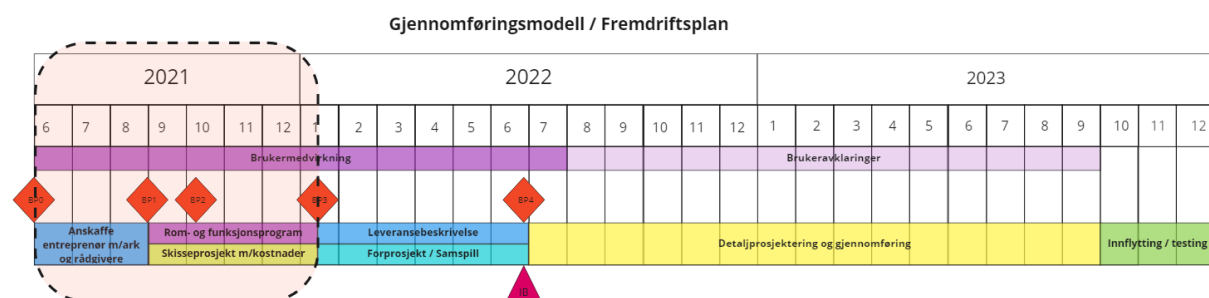 Gjennomføringsmodell / Fremdriftsplan
2021 2022 2023
6 7 8 9 10 11 12 1 2 3 4 5 6 7 8 9 10 11 12 1 2 3 4 5 6 7 8 9 10 11 12
Brukermedvirkning Brukeravklaringer
BP0 BP1 BP2 BP3 BP4
Anskaffe
entreprenør m/ark
og rådgivere
Rom- og funksjonsprogram
Skisseprosjekt m/kostnader
Leveransebeskrivelse
Forprosjekt / Samspill
Detaljprosjektering og gjennomføring
Innflytting / testing
IB